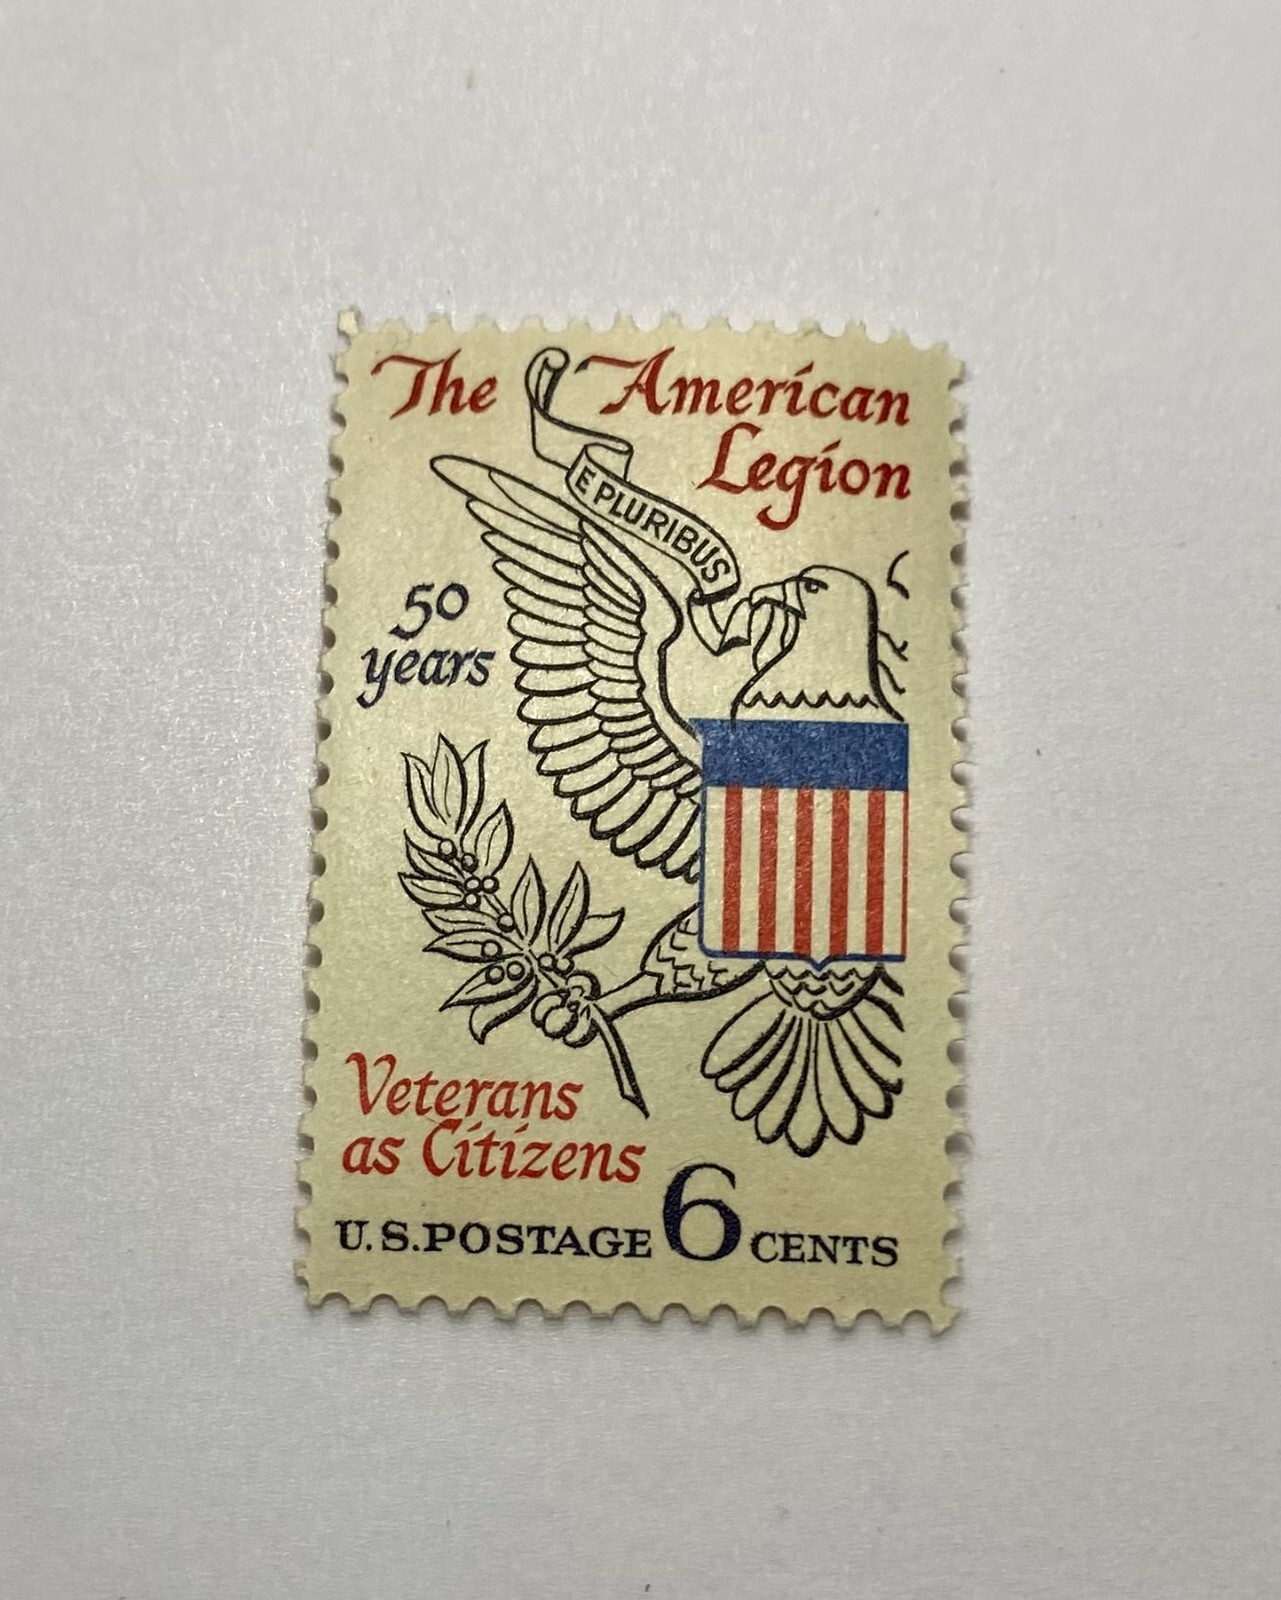 The American
Legion
E PLURIBUS
50
years
Veterans
as Citizens
U.S. POSTAGE 6 CENTS